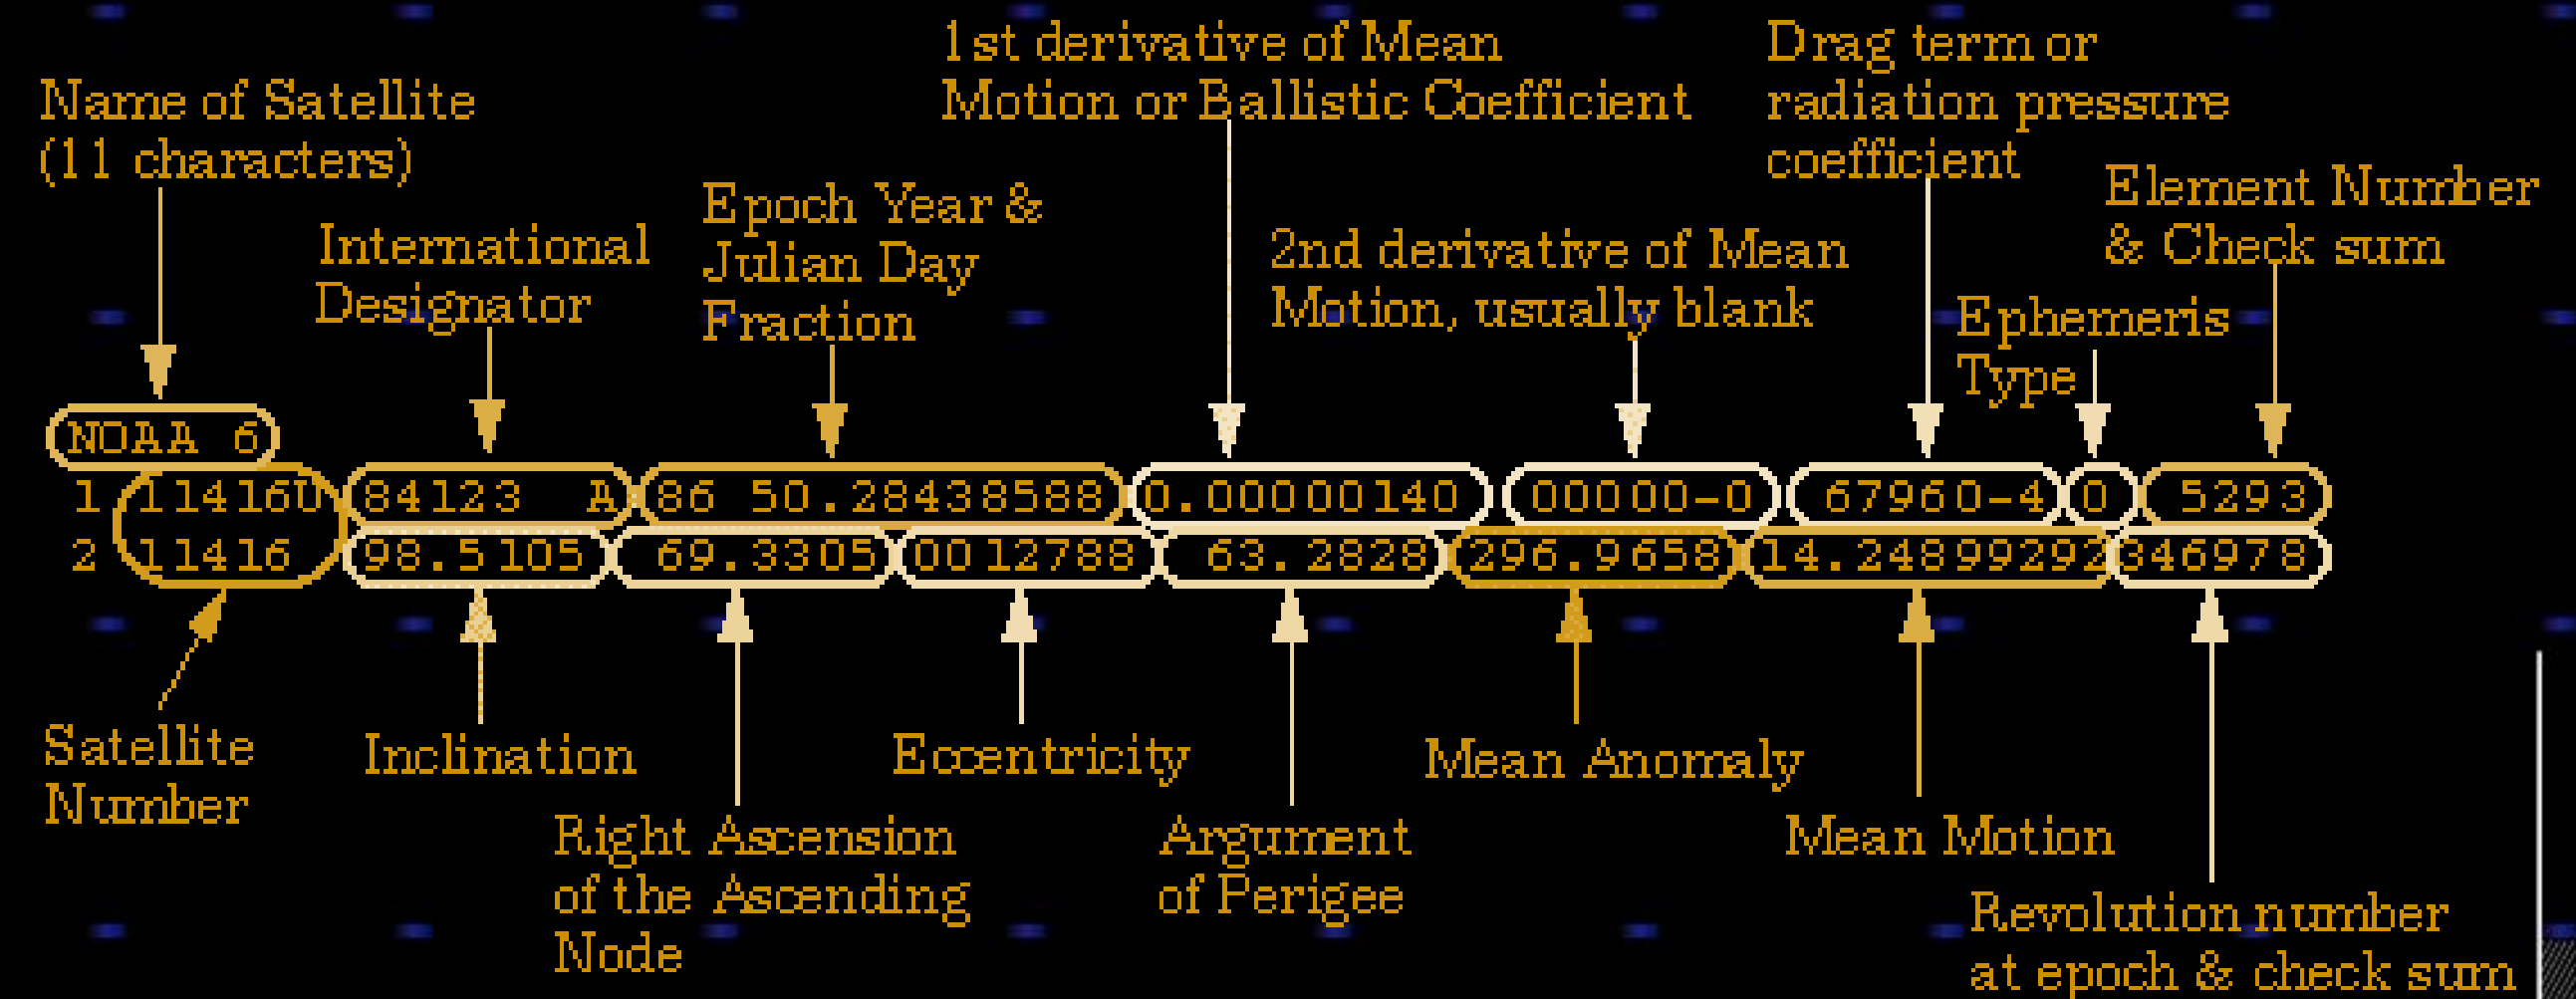 1st derivative of Mean
Motion or Ballistic Coefficient
Drag term or
radiation pressure
coefficient
Name of Satellite
(11 characters)
International
Designator
Epoch Year &
Julian Day
Fraction
2nd derivative of Mean
Motion, usually blank
Element Number
& Check sum
Ephemeris
Type
NOAA 6
1 11416U 84123 A 86 50.28438588 0.00000140 00000-0 67960-4 0 5293
2 11416 98.5105 69.3305 0012788 63.2828 296.9658 14.24899292 346978
Satellite
Number
Inclination
Right Ascension
of the Ascending
Node
Eccentricity
Argument
of Perigee
Mean Anomaly
Mean Motion
Revolution number
at epoch & check sum